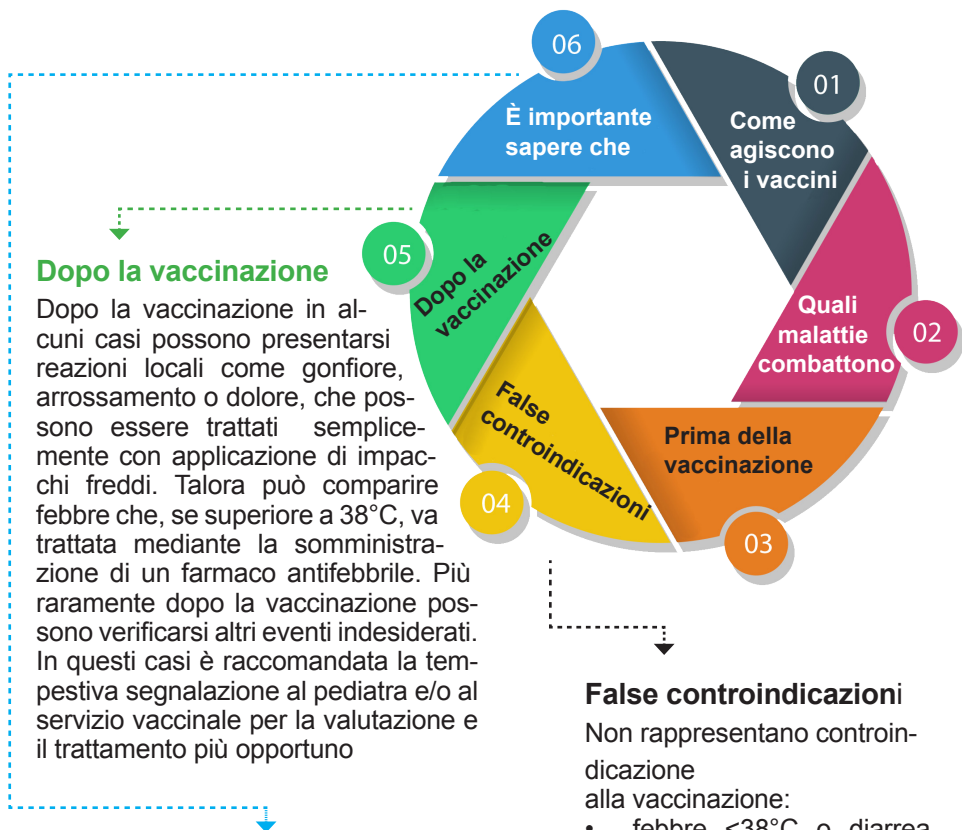 06
È importante
sapere che
01
Come
agiscono
i vaccini
02
Quali
malattie
combattono
03
Prima della
vaccinazione
04
False
controindicazioni
05
Dopo la
vaccinazione
Dopo la vaccinazione
Dopo la vaccinazione in al-
cuni casi possono presentarsi
reazioni locali come gonfiore,
arrossamento o dolore, che pos-
sono essere trattati semplice-
mente con applicazione di impac-
chi freddi. Talora può comparire
febbre che, se superiore a 38°C, va
trattata mediante la somministra-
zione di un farmaco antifebbrile. Più
raramente dopo la vaccinazione pos-
sono verificarsi altri eventi indesiderati.
In questi casi è raccomandata la tem-
pestiva segnalazione al pediatra e/o al
servizio vaccinale per la valutazione e
il trattamento più opportuno
False controindicazioni
Non rappresentano controin-
dicazione
alla vaccinazione:
• febbre <38°C o diarrea